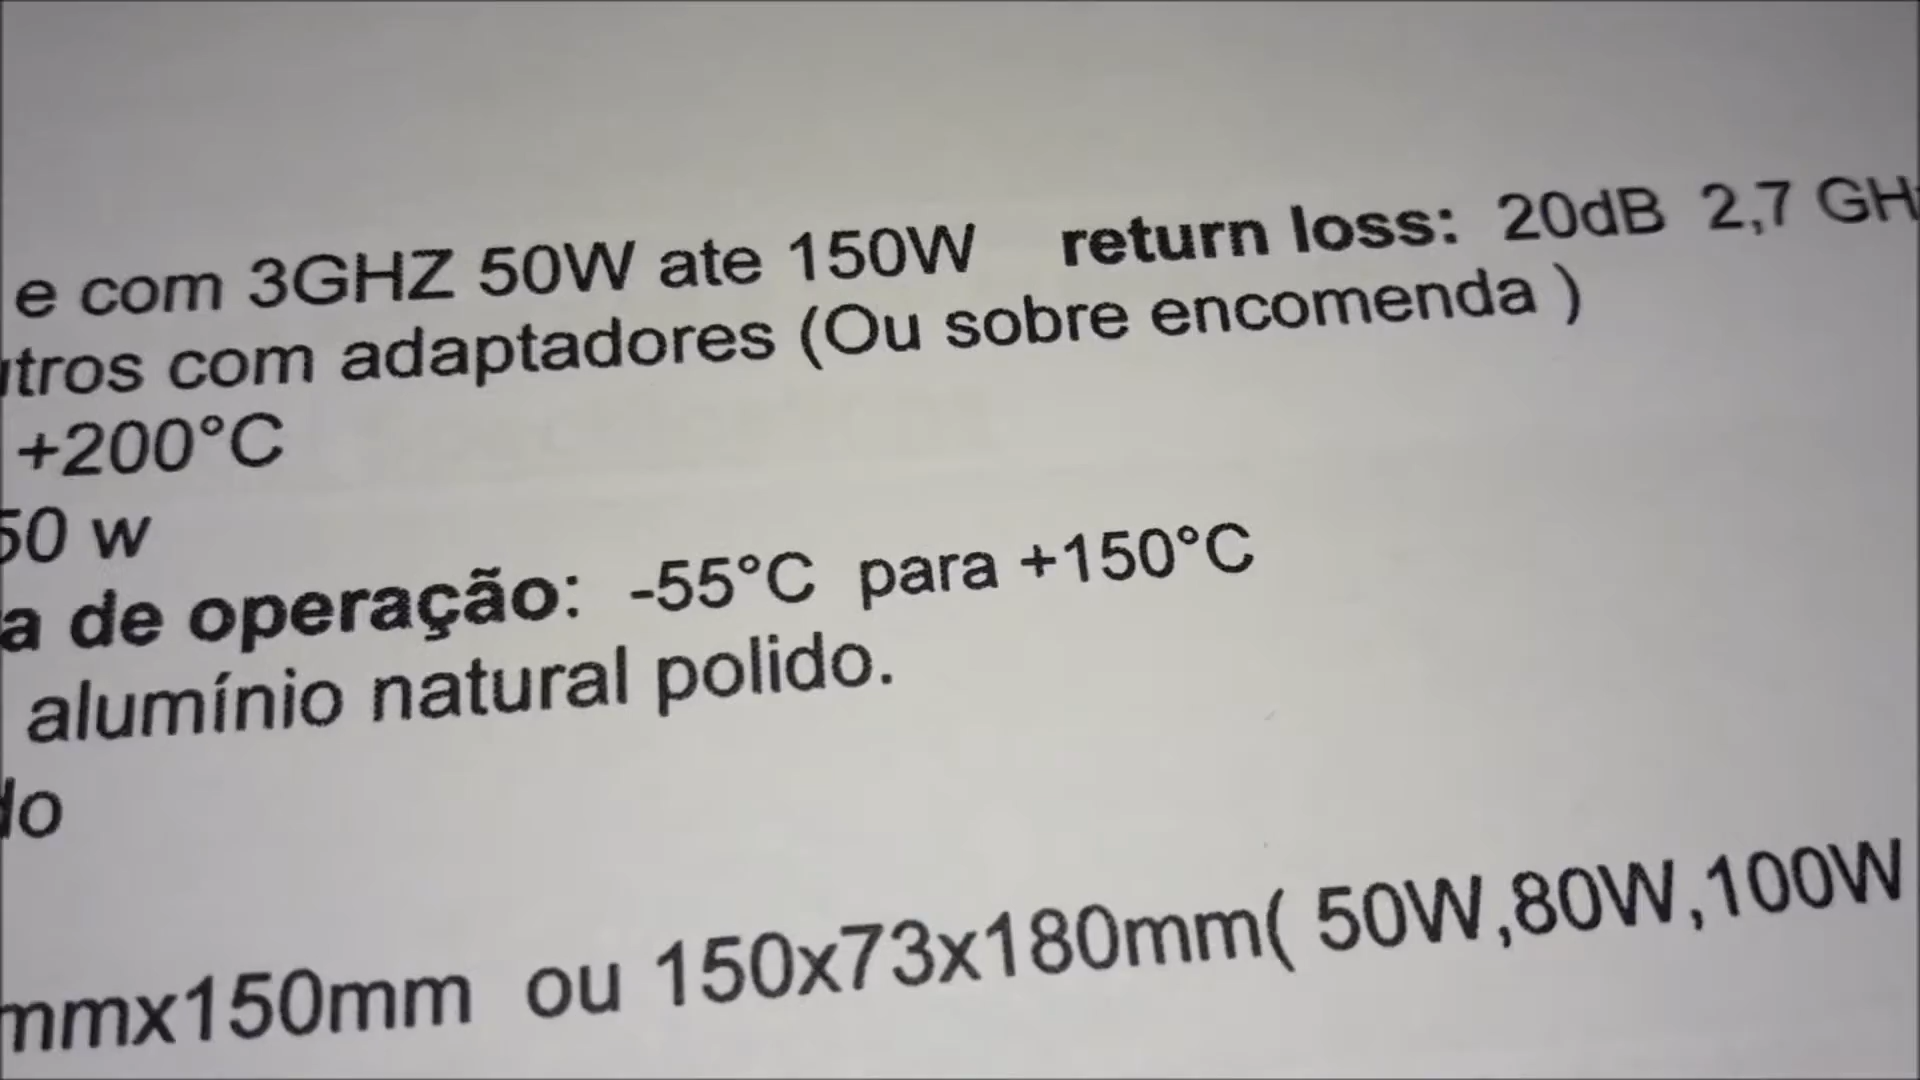 e com 3GHZ 50W ate 150W return loss: 20dB 2,7 GH
tros com adaptadores (Ou sobre encomenda )
+200°C
50 w
a de operação: -55°C para +150°C
alumínio natural polido.
do
mmx150mm ou 150x73x180mm( 50W,80W,100W